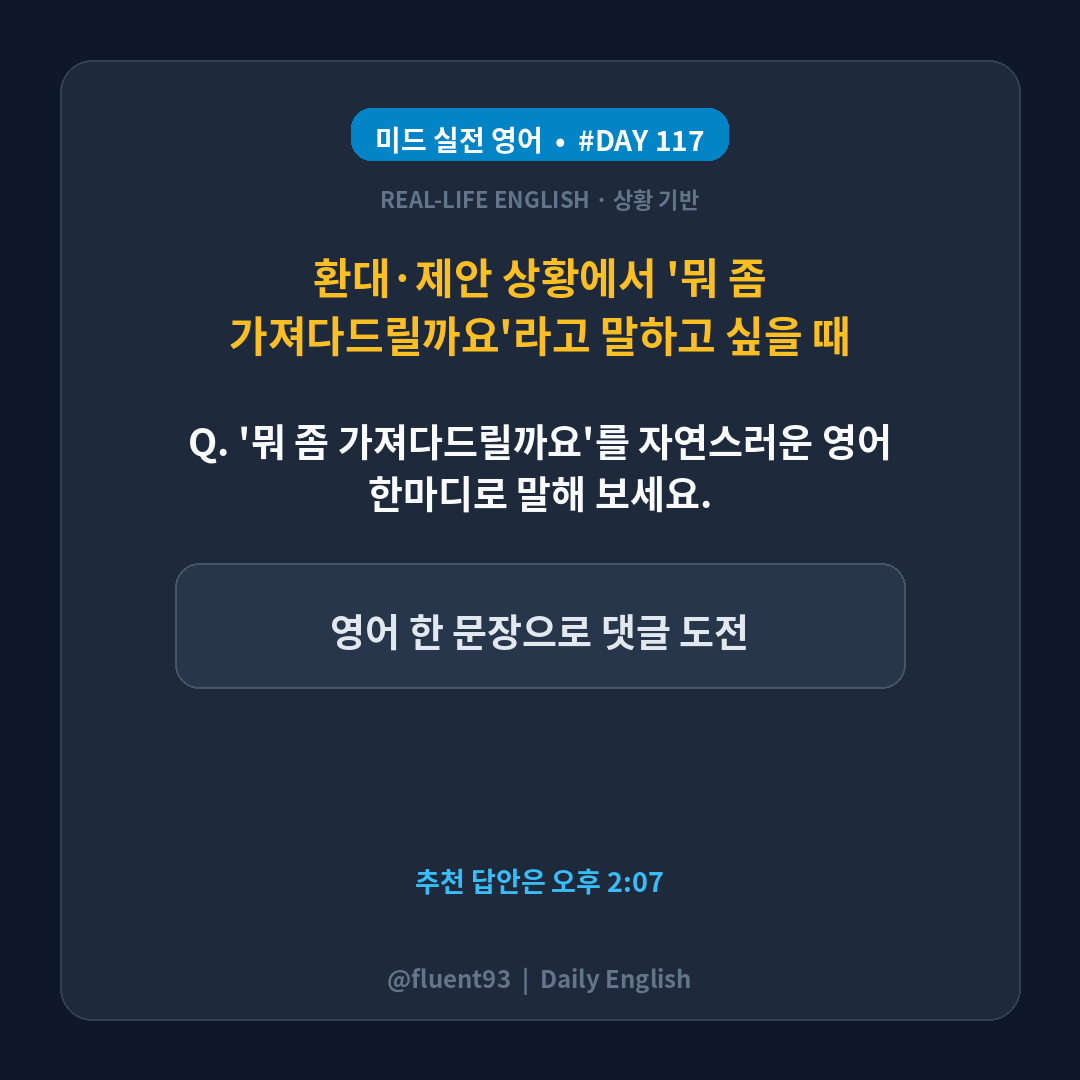 미드 실전 영어 • #DAY 117
REAL-LIFE ENGLISH · 상황 기반
환대·제안 상황에서 '뭐 좀
가져다드릴까요'라고 말하고 싶을 때
Q. '뭐 좀 가져다드릴까요'를 자연스러운 영어
한마디로 말해 보세요.
영어 한 문장으로 댓글 도전
추천 답안은 오후 2:07
@fluent93 | Daily English